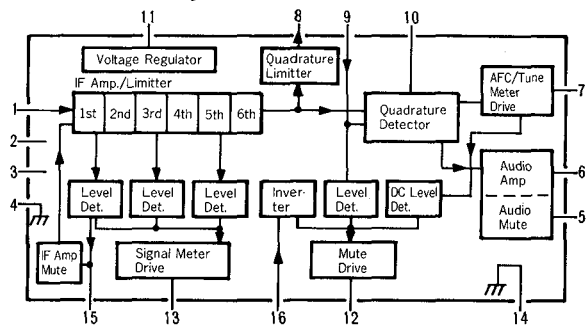 11
8
9
10
Voltage Regulator
Quadrature
Limitter
AFC/Tune
Meter
Drive
7
IF Amp./Limitter
1
1st 2nd 3rd 4th 5th 6th
Quadrature
Detector
2
3
4
Level
Det.
Level
Det.
Level
Det.
Inver-
ter
Level
Det.
DC Level
Det.
Audio
Amp
6
Audio
Mute
5
IF Amp
Mute
Signal Meter
Drive
Mute
Drive
15
13
16
12
14